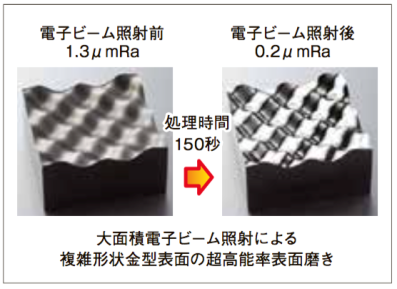 電子ビーム照射前
1.3μmRa
電子ビーム照射後
0.2μmRa
処理時間
150秒
大面積電子ビーム照射による
複雑形状金型表面の超高能率表面磨き